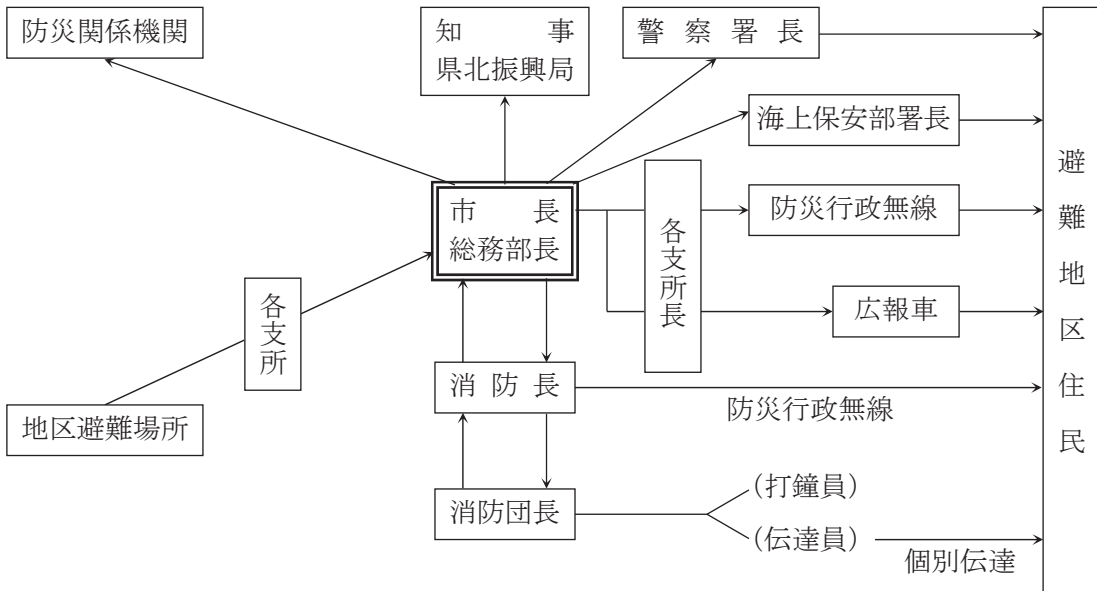 防災関係機関
知事
県北振興局
警察署長
海上保安部署長
市長
総務部長
各支所長
防災行政無線
広報車
各支所
地区避難場所
消防長
防災行政無線
消防団長
(打鐘員)
(伝達員)
個別伝達
避難地区住民